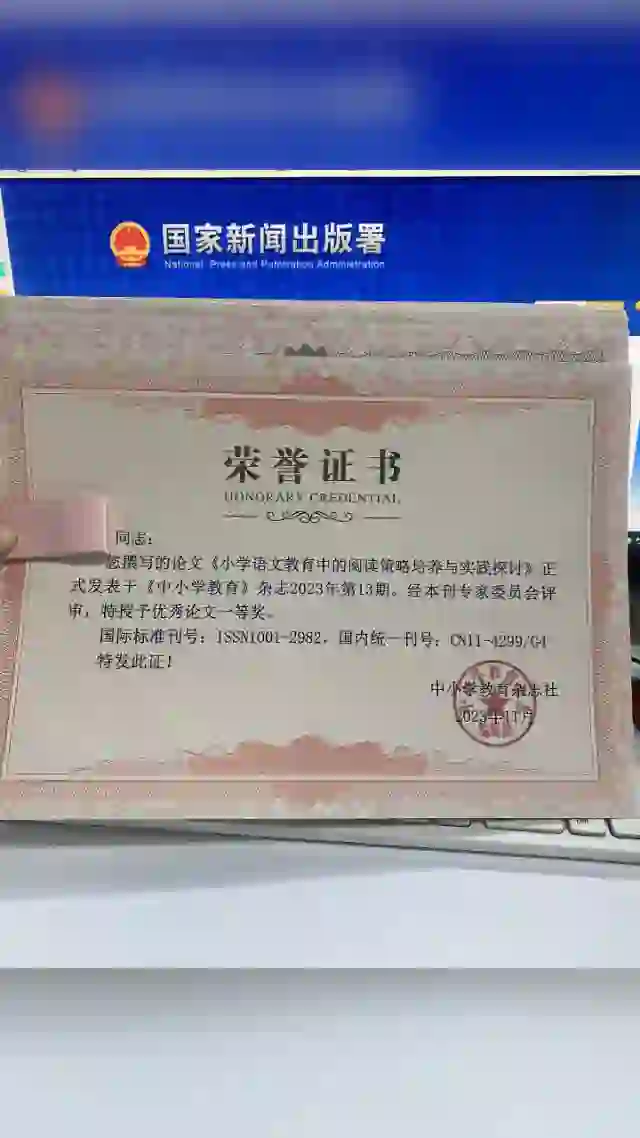 国家新闻出版署
National Press and Publication Administration
荣誉证书
HONORARY CREDENTIAL
同志：
您撰写的论文《小学语文教育中的阅读策略培养与实践探讨》正
式发表于《中小学教育》杂志2023年第13期。经本刊专家委员会评
审，特授予优秀论文一等奖。
国际标准刊号：ISSN1001-2982，国内统一刊号：CN11-4299/G4
特发此证！
中小学教育杂志社
2023年11月